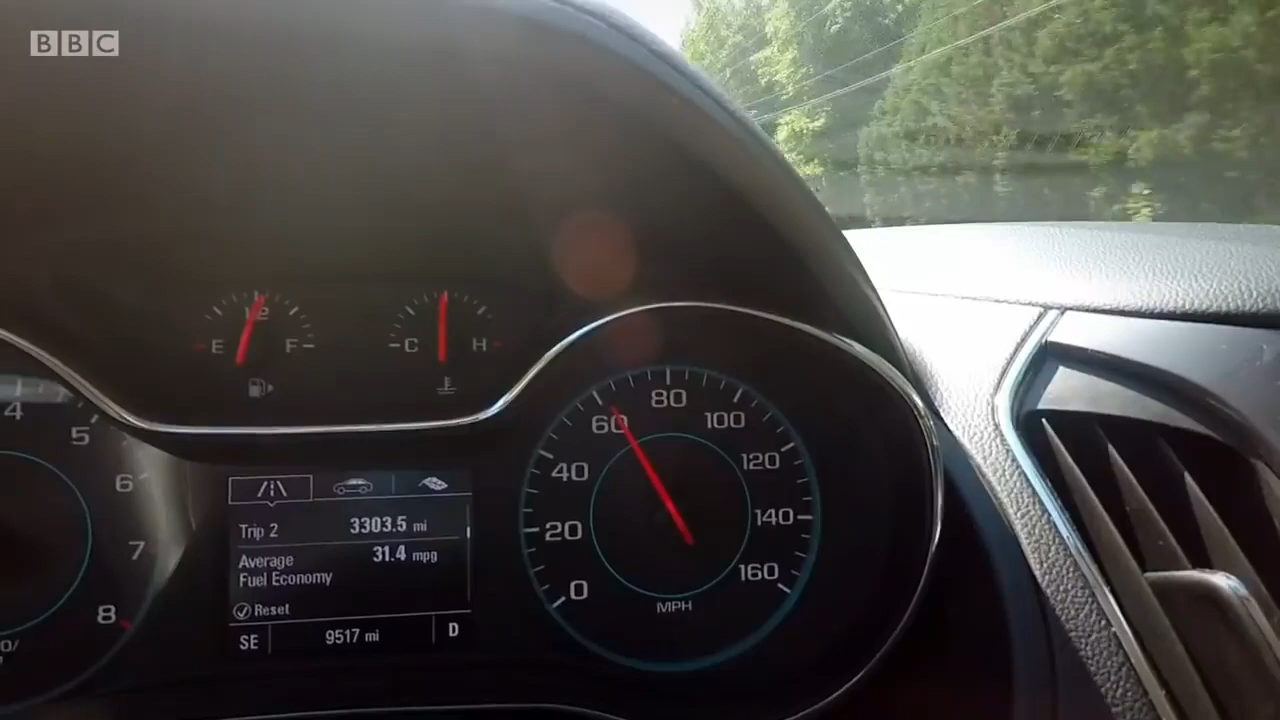 BBC
E 1/2 F
C H
4
5
6
7
8
Trip 2 3303.5 mi
Average 31.4 mpg
Fuel Economy
Reset
SE 9517 mi D
0
20
40
60
80
100
120
140
160
MPH